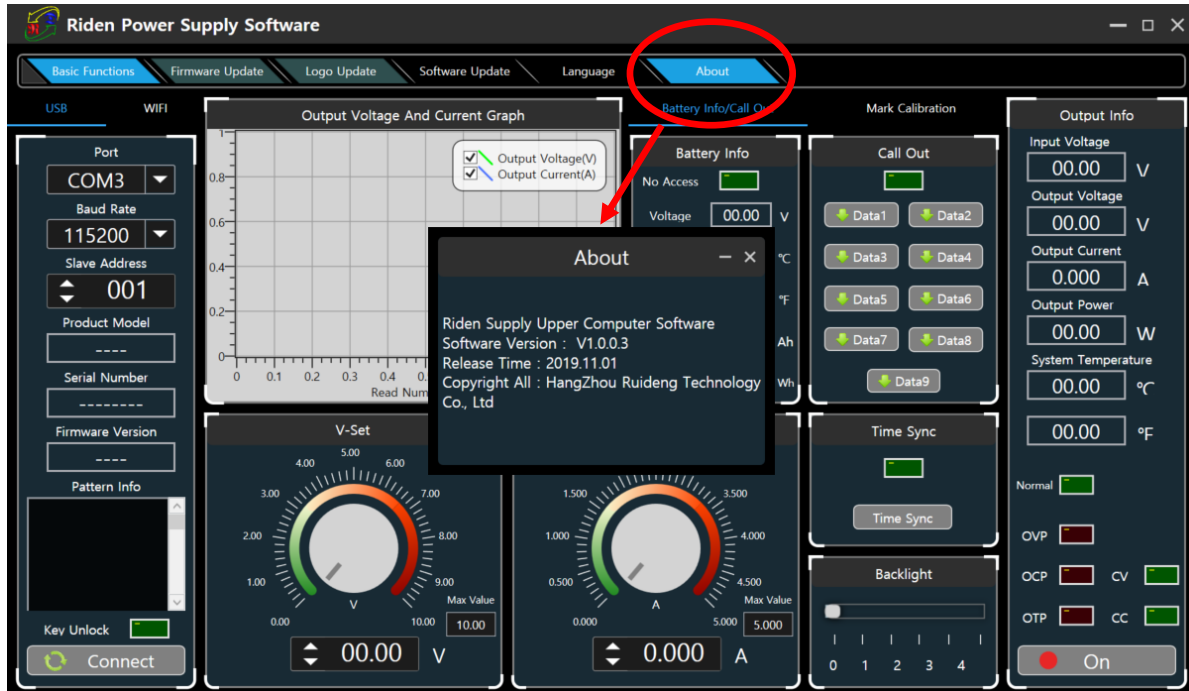 Riden Power Supply Software
Basic Functions
Firmware Update
Logo Update
Software Update
Language
About
USB
WIFI
Port
COM3
Baud Rate
115200
Slave Address
001
Product Model
----
Serial Number
--------
Firmware Version
----
Pattern Info
Key Unlock
Connect
Output Voltage And Current Graph
Output Voltage(V)
Output Current(A)
1
0.8
0.6
0.4
0.2
0
0 0.1 0.2 0.3 0.4
Read Num
V-Set
0.00
1.00
2.00
3.00
4.00
5.00
6.00
7.00
8.00
9.00
10.00
V
Max Value
10.00
00.00 V
0.000
0.500
1.000
1.500
3.500
4.000
4.500
5.000
A
Max Value
5.000
0.000 A
Battery Info/Call Ou
Mark Calibration
Battery Info
No Access
Voltage 00.00 V
℃
℉
Ah
Wh
About
Riden Supply Upper Computer Software
Software Version : V1.0.0.3
Release Time : 2019.11.01
Copyright All : HangZhou Ruideng Technology
Co., Ltd
Call Out
Data1 Data2
Data3 Data4
Data5 Data6
Data7 Data8
Data9
Time Sync
Time Sync
Backlight
0 1 2 3 4
Output Info
Input Voltage
00.00 V
Output Voltage
00.00 V
Output Current
0.000 A
Output Power
00.00 W
System Temperature
00.00 ℃
00.00 ℉
Normal
OVP
OCP CV
OTP CC
On